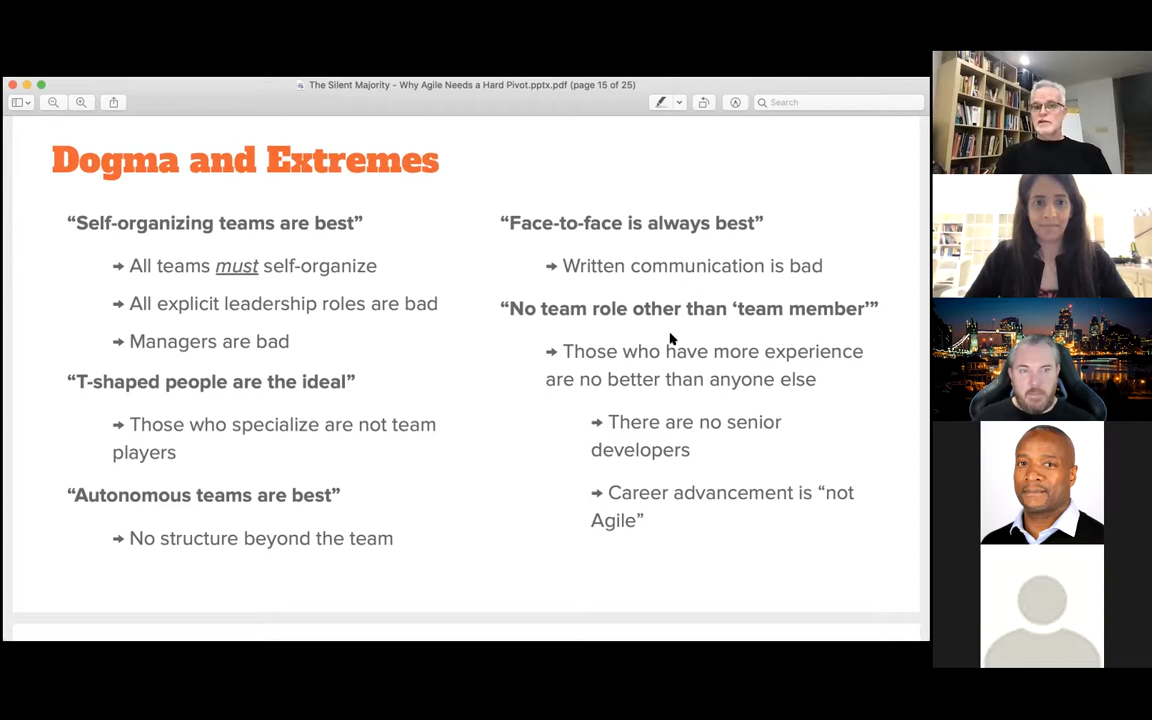 The Silent Majority - Why Agile Needs a Hard Pivot.pptx.pdf (page 15 of 25)
Search
Dogma and Extremes
“Self-organizing teams are best”
➔ All teams must self-organize
➔ All explicit leadership roles are bad
➔ Managers are bad
“T-shaped people are the ideal”
➔ Those who specialize are not team
players
“Autonomous teams are best”
➔ No structure beyond the team
“Face-to-face is always best”
➔ Written communication is bad
“No team role other than ‘team member’”
➔ Those who have more experience
are no better than anyone else
➔ There are no senior
developers
➔ Career advancement is “not
Agile”